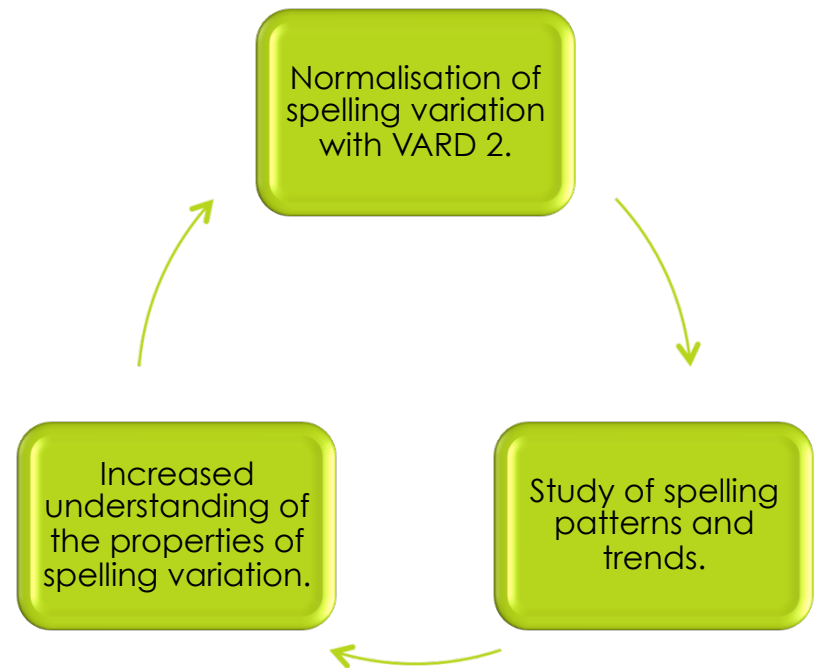 Normalisation of
spelling variation
with VARD 2.
Increased
understanding of
the properties of
spelling variation.
Study of spelling
patterns and
trends.